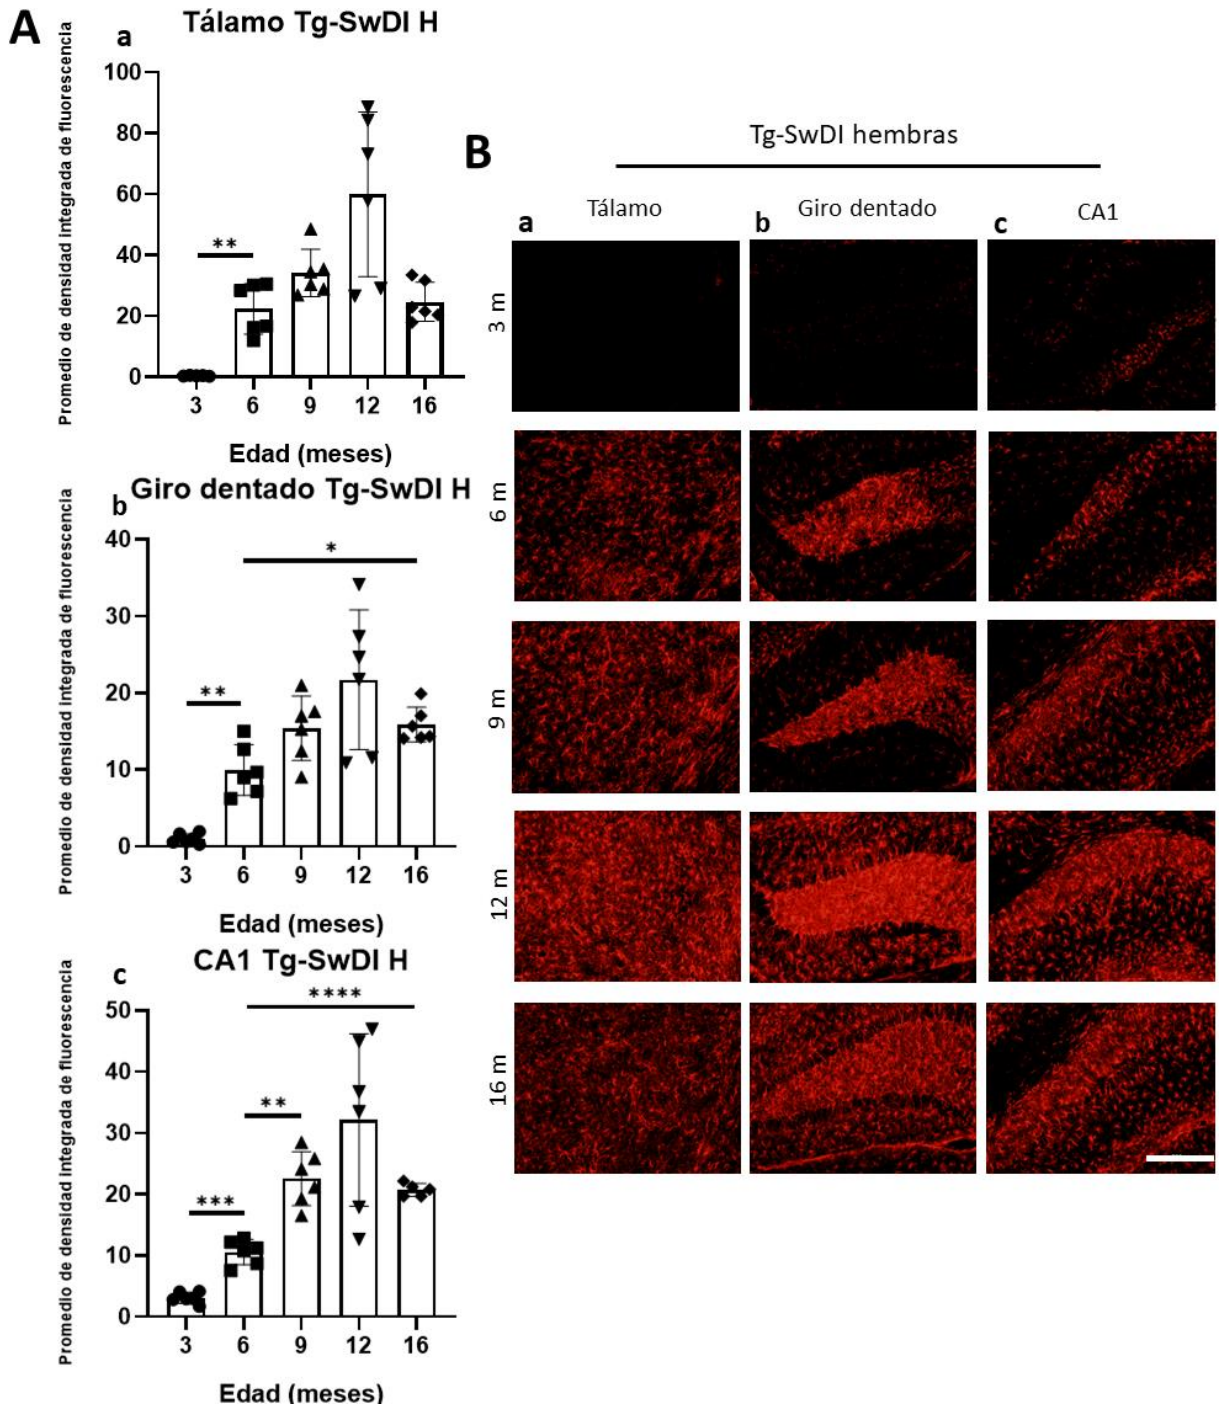 A
a
Tálamo Tg-SwDI H
Promedio de densidad integrada de fluorescencia
100
80
60
40
20
0
**
3 6 9 12 16
Edad (meses)
b
Giro dentado Tg-SwDI H
Promedio de densidad integrada de fluorescencia
40
30
20
10
0
**
*
3 6 9 12 16
Edad (meses)
c
CA1 Tg-SwDI H
Promedio de densidad integrada de fluorescencia
50
40
30
20
10
0
***
**
****
3 6 9 12 16
Edad (meses)
B
Tg-SwDI hembras
a Tálamo
b Giro dentado
c CA1
3 m
6 m
9 m
12 m
16 m